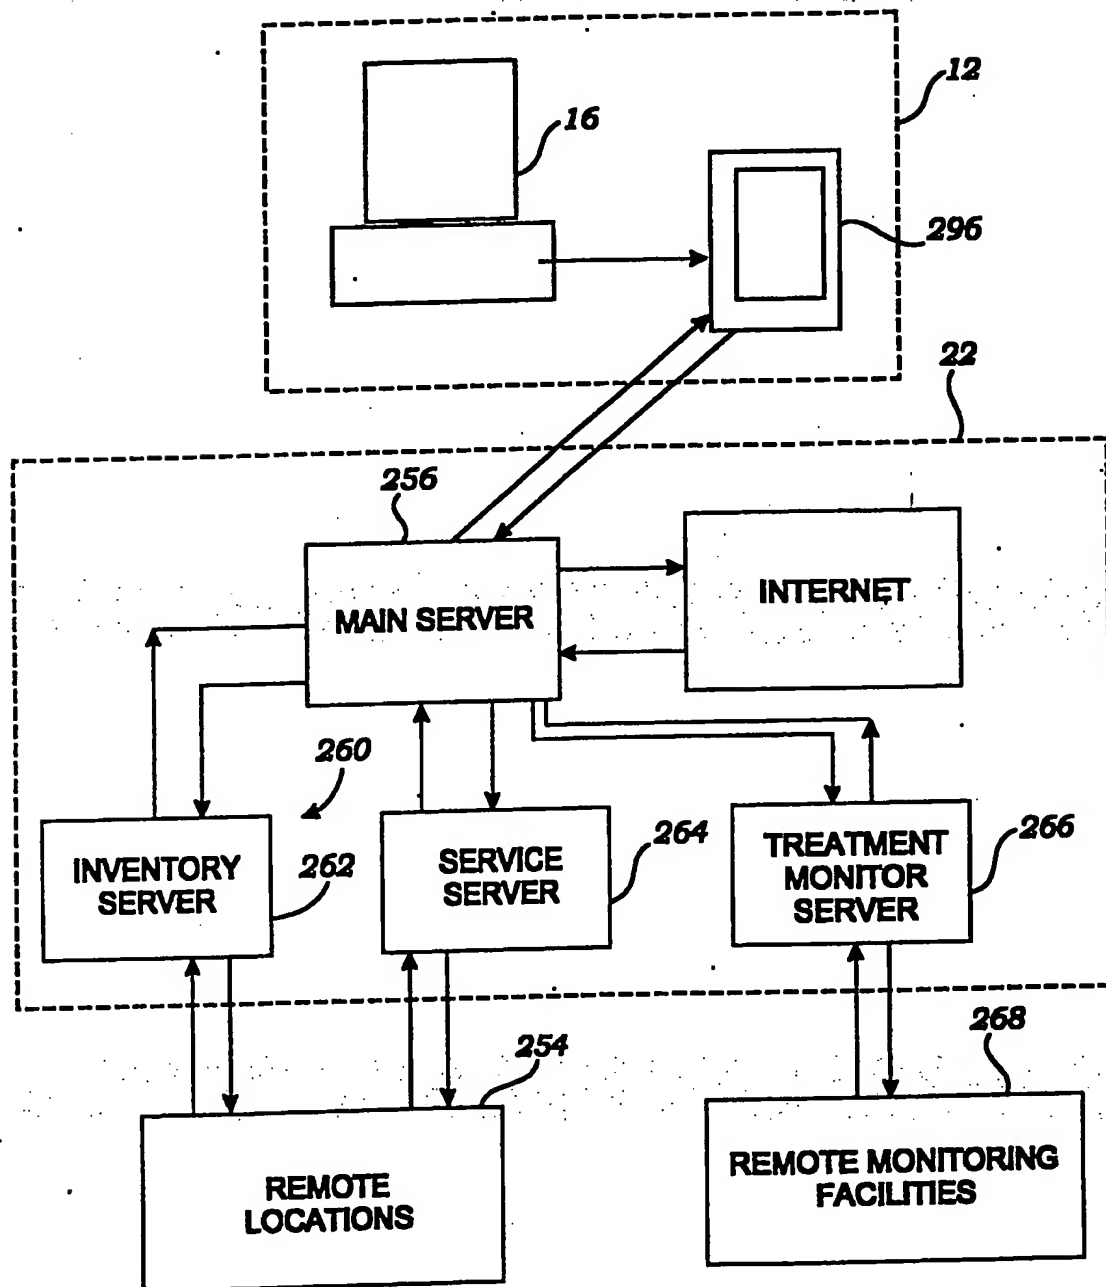 12
16
296
22
256
MAIN SERVER
INTERNET
260
INVENTORY
SERVER
262
SERVICE
SERVER
264
TREATMENT
MONITOR
SERVER
266
254
268
REMOTE
LOCATIONS
REMOTE MONITORING
FACILITIES